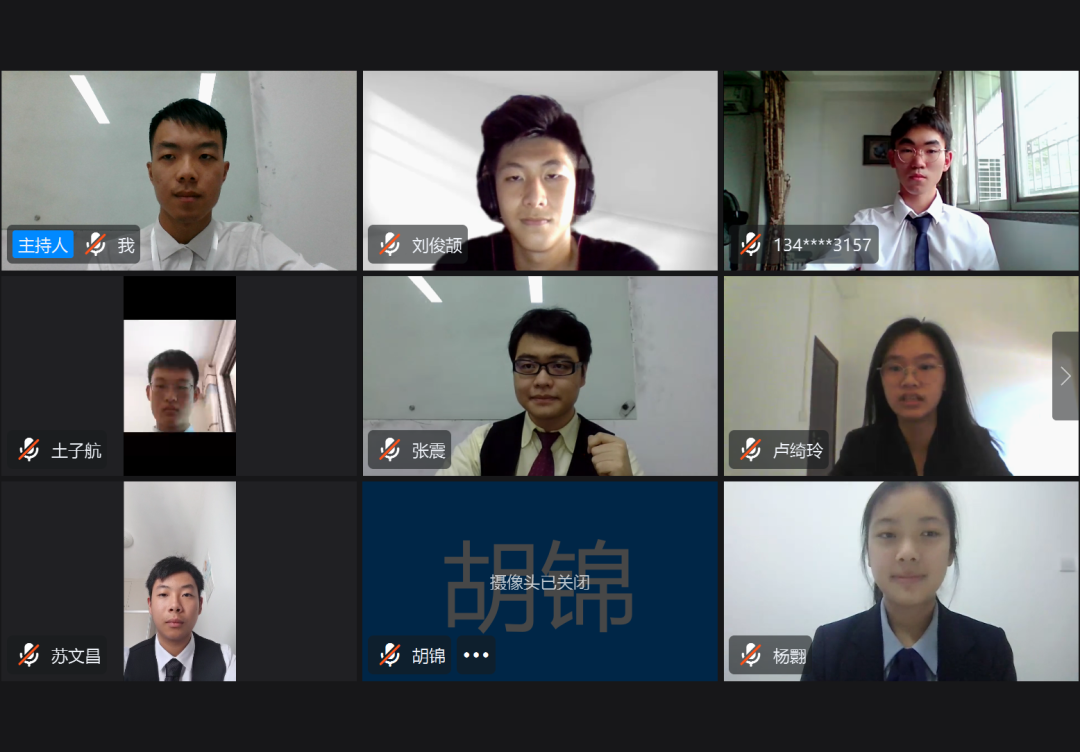 主持人 我
刘俊颉
134****3157
土子航
张震
卢绮玲
苏文昌
胡锦
摄像头已关闭
胡锦
杨翾